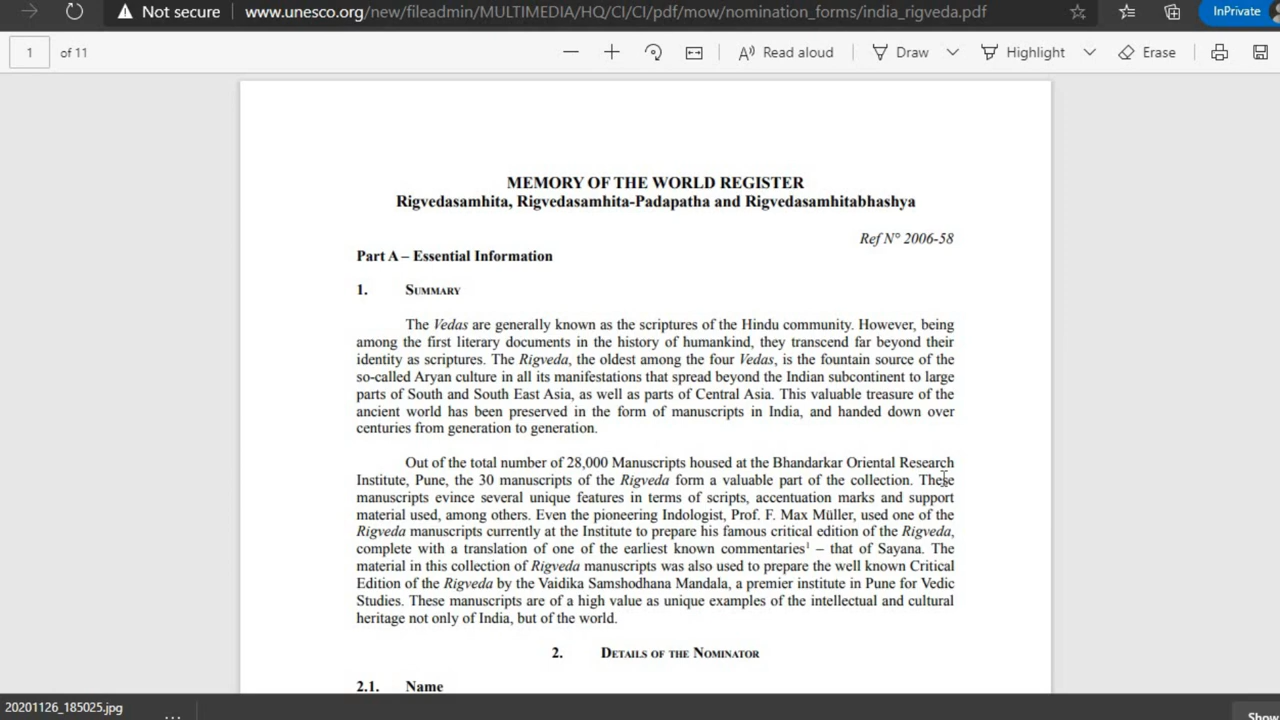 Not secure www.unesco.org/new/fileadmin/MULTIMEDIA/HQ/CI/CI/pdf/mow/nomination_forms/india_rigveda.pdf InPrivate
1 of 11 Read aloud Draw Highlight Erase
MEMORY OF THE WORLD REGISTER
Rigvedasamhita, Rigvedasamhita-Padapatha and Rigvedasamhitabhashya
Ref N° 2006-58
Part A – Essential Information
1. SUMMARY
The Vedas are generally known as the scriptures of the Hindu community. However, being
among the first literary documents in the history of humankind, they transcend far beyond their
identity as scriptures. The Rigveda, the oldest among the four Vedas, is the fountain source of the
so-called Aryan culture in all its manifestations that spread beyond the Indian subcontinent to large
parts of South and South East Asia, as well as parts of Central Asia. This valuable treasure of the
ancient world has been preserved in the form of manuscripts in India, and handed down over
centuries from generation to generation.
Out of the total number of 28,000 Manuscripts housed at the Bhandarkar Oriental Research
Institute, Pune, the 30 manuscripts of the Rigveda form a valuable part of the collection. These
manuscripts evince several unique features in terms of scripts, accentuation marks and support
material used, among others. Even the pioneering Indologist, Prof. F. Max Müller, used one of the
Rigveda manuscripts currently at the Institute to prepare his famous critical edition of the Rigveda,
complete with a translation of one of the earliest known commentaries¹ – that of Sayana. The
material in this collection of Rigveda manuscripts was also used to prepare the well known Critical
Edition of the Rigveda by the Vaidika Samshodhana Mandala, a premier institute in Pune for Vedic
Studies. These manuscripts are of a high value as unique examples of the intellectual and cultural
heritage not only of India, but of the world.
2. DETAILS OF THE NOMINATOR
2.1. Name
20201126_185025.jpg
... Show